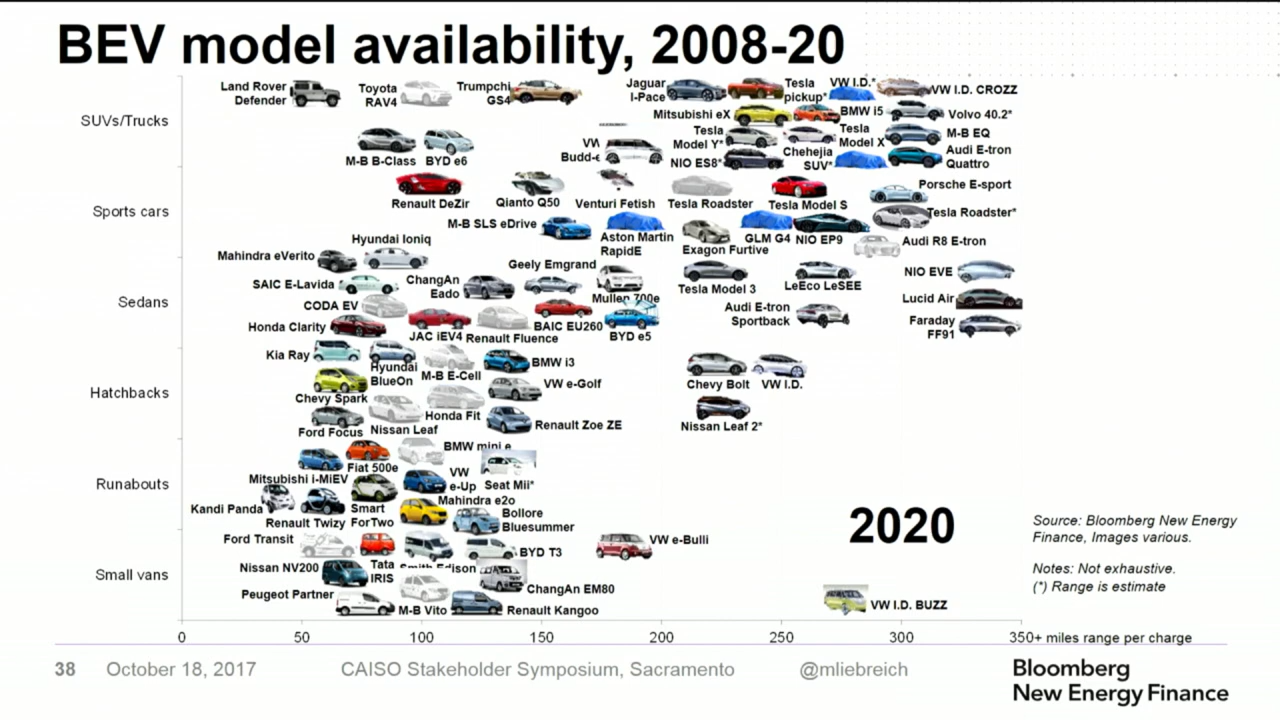 BEV model availability, 2008-20
SUVs/Trucks
Land Rover
Defender
Toyota
RAV4
Trumpchi
GS4
Jaguar
I-Pace
Tesla
pickup*
VW I.D.*
VW I.D. CROZZ
Mitsubishi eX
BMW i5
Volvo 40.2*
M-B B-Class
BYD e6
VW
Budd-e
Tesla
Model Y*
Tesla
Model X
M-B EQ
NIO ES8*
Chehejia
SUV*
Audi E-tron
Quattro
Sports cars
Renault DeZir
Qianto Q50
Venturi Fetish
Tesla Roadster
Tesla Model S
Porsche E-sport
M-B SLS eDrive
Aston Martin
RapidE
Exagon Furtive
GLM G4
NIO EP9
Tesla Roadster*
Audi R8 E-tron
Sedans
Mahindra eVerito
Hyundai Ioniq
SAIC E-Lavida
ChangAn
Eado
Geely Emgrand
Mullen 700e
Tesla Model 3
LeEco LeSEE
NIO EVE
CODA EV
Lucid Air
Honda Clarity
JAC iEV4
Renault Fluence
BAIC EU260
BYD e5
Audi E-tron
Sportback
Faraday
FF91
Hatchbacks
Kia Ray
Hyundai
BlueOn
M-B E-Cell
BMW i3
Chevy Bolt
VW I.D.
Chevy Spark
VW e-Golf
Ford Focus
Nissan Leaf
Honda Fit
Renault Zoe ZE
Nissan Leaf 2*
Runabouts
Mitsubishi i-MiEV
Fiat 500e
BMW mini e
VW
e-Up
Seat Mii*
Kandi Panda
Renault Twizy
Smart
ForTwo
Mahindra e2o
Bollore
Bluesummer
Small vans
Ford Transit
Tata
IRIS
Smith Edison
BYD T3
VW e-Bulli
Nissan NV200
ChangAn EM80
Peugeot Partner
M-B Vito
Renault Kangoo
VW I.D. BUZZ
2020
Source: Bloomberg New Energy
Finance, Images various.
Notes: Not exhaustive.
(*) Range is estimate
0 50 100 150 200 250 300 350+ miles range per charge
38 October 18, 2017 CAISO Stakeholder Symposium, Sacramento @mliebreich
Bloomberg
New Energy Finance